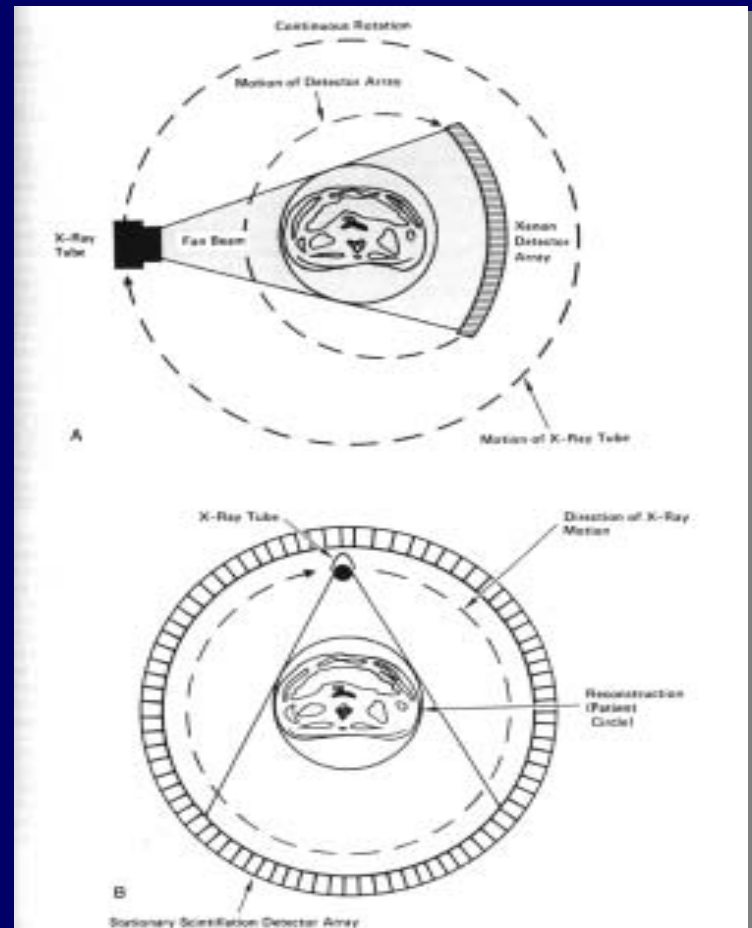 Continuous Rotation
Motion of Detector Array
X-Ray
Tube
Fan Beam
Xenon
Detector
Array
A
Motion of X-Ray Tube
X-Ray Tube
Direction of X-Ray
Motion
Reconstruction
(Patient
Circle)
B
Stationary Scintillation Detector Array